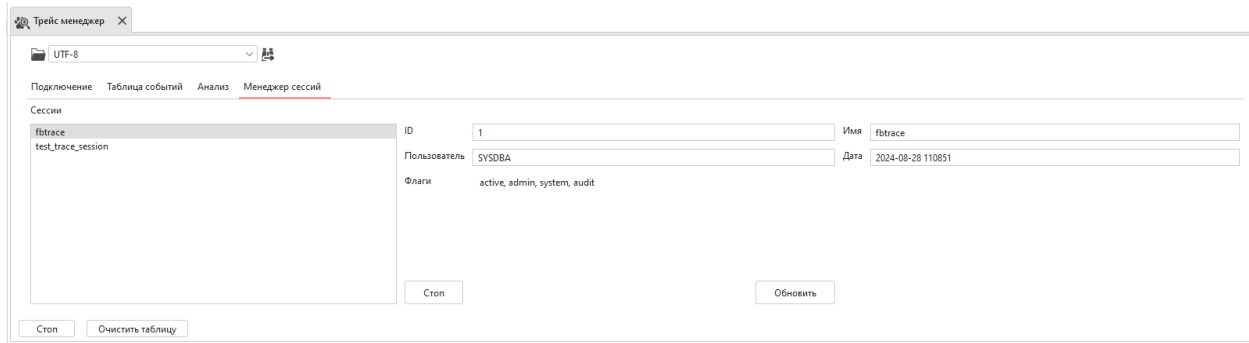 Трейс менеджер
UTF-8
Подключение Таблица событий Анализ Менеджер сессий
Сессии
fbtrace
test_trace_session
ID 1 Имя fbtrace
Пользователь SYSDBA Дата 2024-08-28 110851
Флаги active, admin, system, audit
Стоп Обновить
Стоп Очистить таблицу